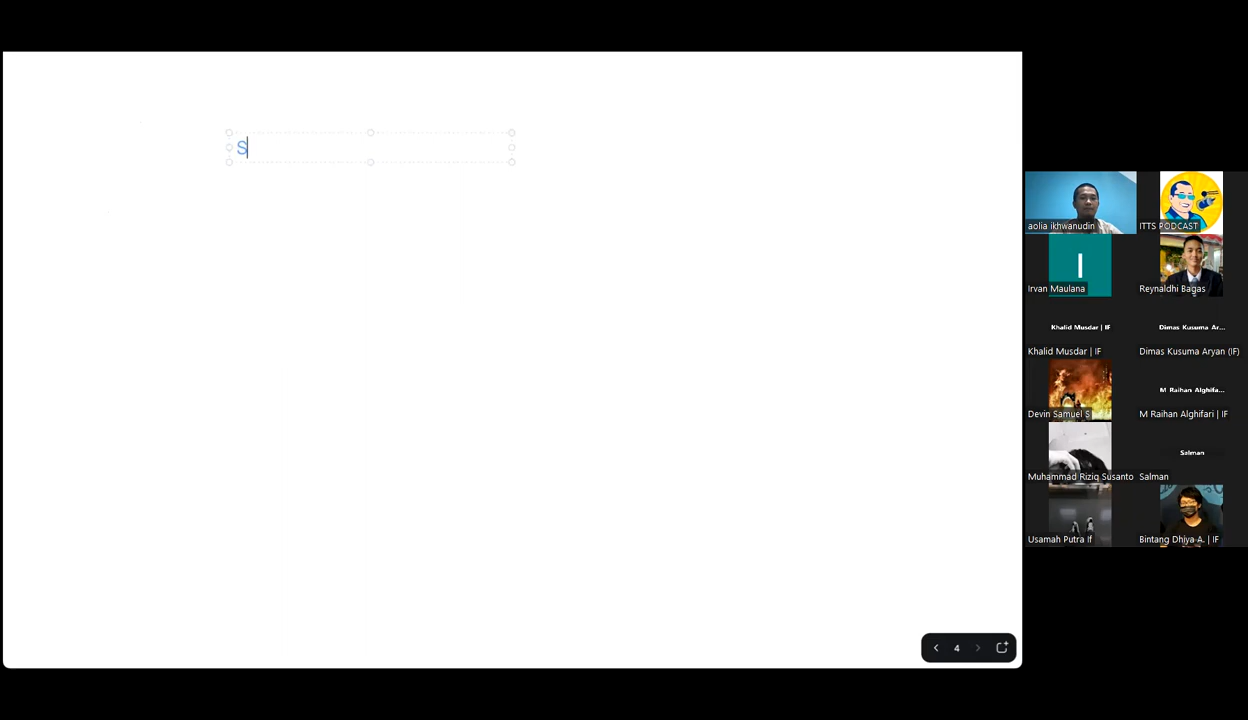 S
aolia ikhwanudin
ITTS PODCAST
I
Irvan Maulana
Reynaldhi Bagas
Khalid Musdar | IF
Dimas Kusuma Ar...
Khalid Musdar | IF
Dimas Kusuma Aryan (IF)
M Raihan Alghifa...
Devin Samuel S
M Raihan Alghifari | IF
Salman
Muhammad Riziq Susanto
Salman
Usamah Putra If
Bintang Dhiya A. | IF
4